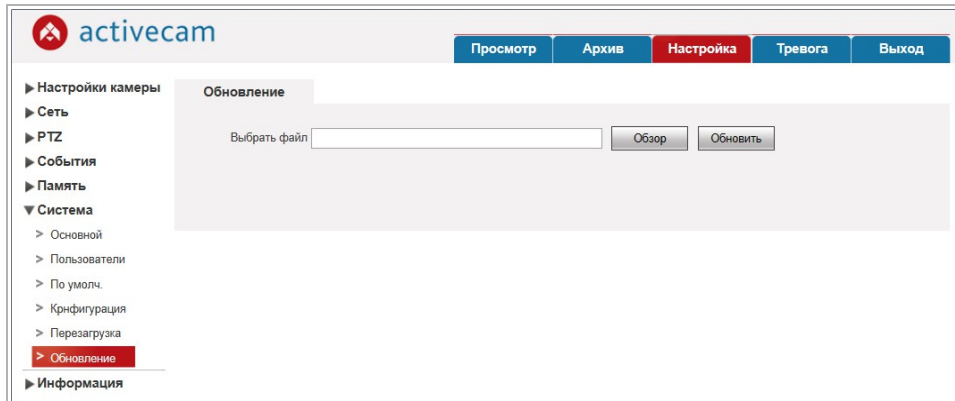 activecam
Просмотр Архив Настройка Тревога Выход
Настройки камеры
Сеть
PTZ
События
Память
Система
> Основной
> Пользователи
> По умолч.
> Крнфигурация
> Перезагрузка
> Обновление
Информация
Обновление
Выбрать файл Обзор Обновить